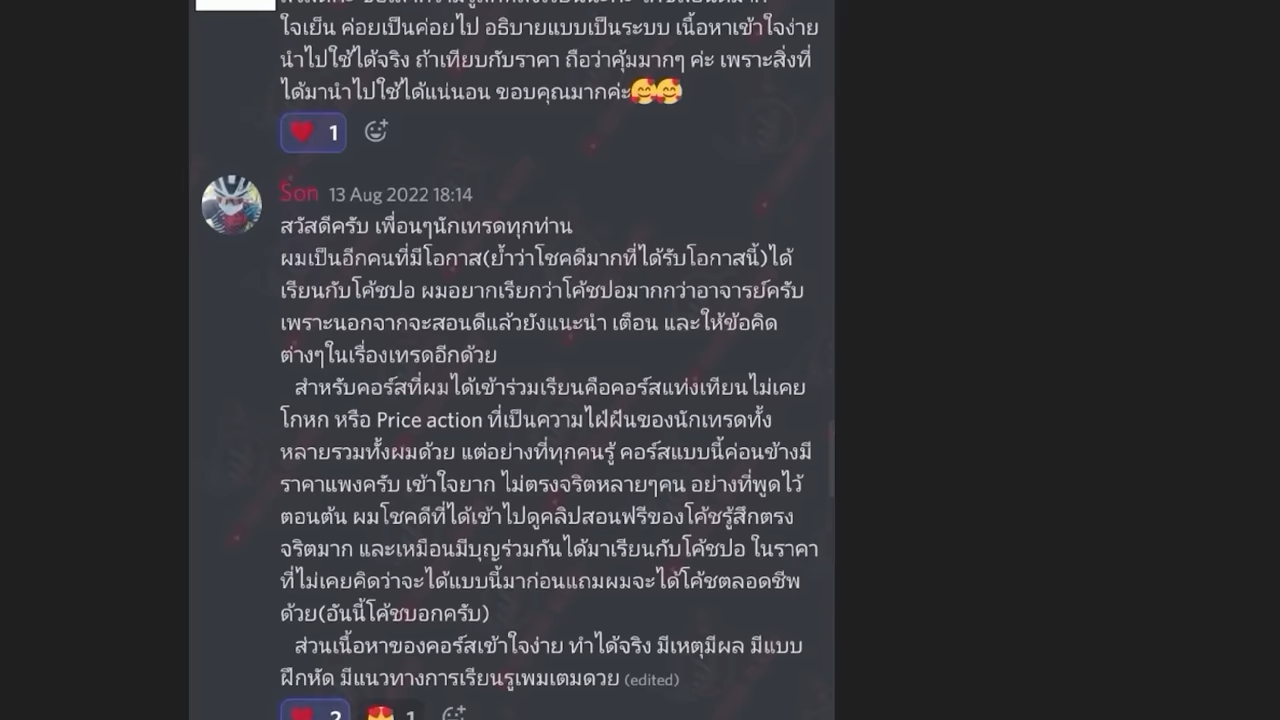 ใจเย็น ค่อยเป็นค่อยไป อธิบายแบบเป็นระบบ เนื้อหาเข้าใจง่าย
นำไปใช้ได้จริง ถ้าเทียบกับราคา ถือว่าคุ้มมากๆ ค่ะ เพราะสิ่งที่
ได้มานำไปใช้ได้แน่นอน ขอบคุณมากค่ะ🥰🥰
❤️ 1
Son 13 Aug 2022 18:14
สวัสดีครับ เพื่อนๆนักเทรดทุกท่าน
ผมเป็นอีกคนที่มีโอกาส(ย้ำว่าโชคดีมากที่ได้รับโอกาสนี้)ได้
เรียนกับโค้ชปอ ผมอยากเรียกว่าโค้ชปอมากกว่าอาจารย์ครับ
เพราะนอกจากจะสอนดีแล้วยังแนะนำ เตือน และให้ข้อคิด
ต่างๆในเรื่องเทรดอีกด้วย
สำหรับคอร์สที่ผมได้เข้าร่วมเรียนคือคอร์สแท่งเทียนไม่เคย
โกหก หรือ Price action ที่เป็นความไฝ่ฝันของนักเทรดทั้ง
หลายรวมทั้งผมด้วย แต่อย่างที่ทุกคนรู้ คอร์สแบบนี้ค่อนข้างมี
ราคาแพงครับ เข้าใจยาก ไม่ตรงจริตหลายๆคน อย่างที่พูดไว้
ตอนต้น ผมโชคดีที่ได้เข้าไปดูคลิปสอนฟรีของโค้ชรู้สึกตรง
จริตมาก และเหมือนมีบุญร่วมกันได้มาเรียนกับโค้ชปอ ในราคา
ที่ไม่เคยคิดว่าจะได้แบบนี้มาก่อนแถมผมจะได้โค้ชตลอดชีพ
ด้วย(อันนี้โค้ชบอกครับ)
ส่วนเนื้อหาของคอร์สเข้าใจง่าย ทำได้จริง มีเหตุมีผล มีแบบ
ฝึกหัด มีแนวทางการเรียนรู้เพิ่มเติมด้วย (edited)
❤️ 2 😍 1